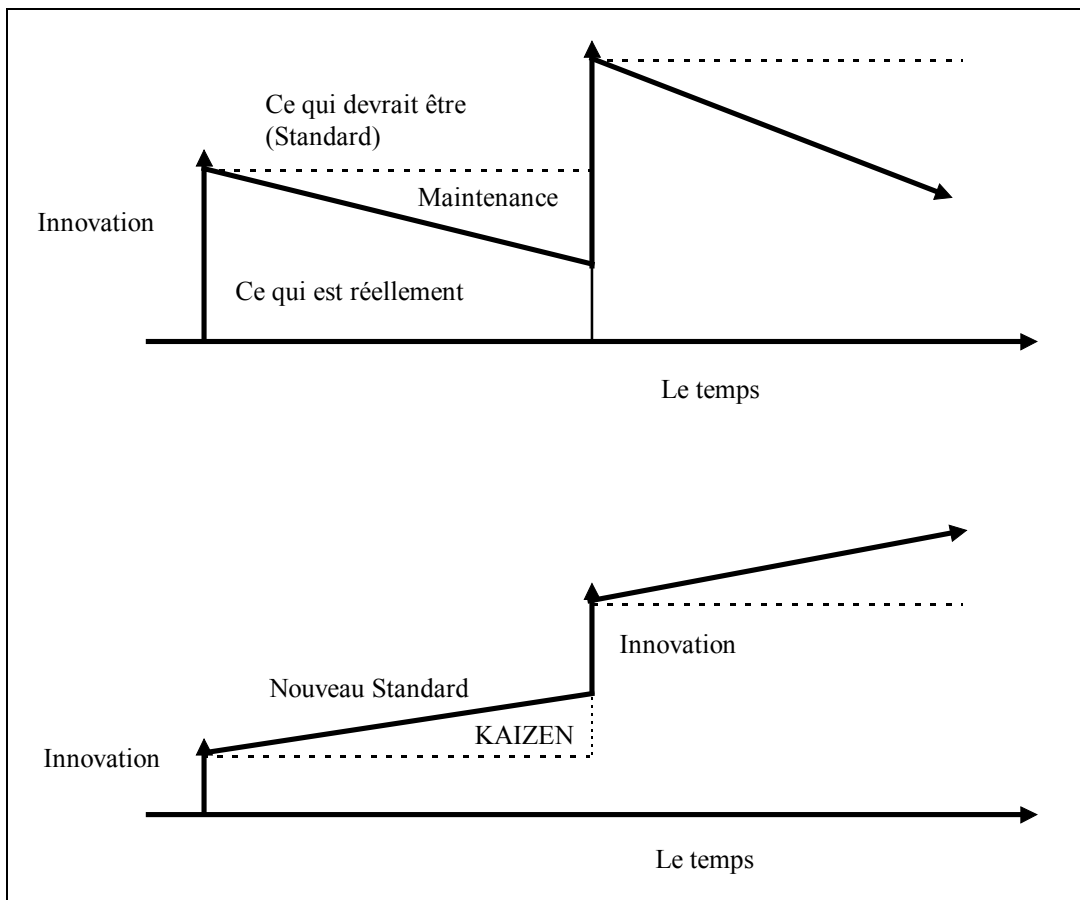 Ce qui devrait être
(Standard)
Maintenance
Innovation
Ce qui est réellement
Le temps
Innovation
Nouveau Standard
KAIZEN
Innovation
Le temps